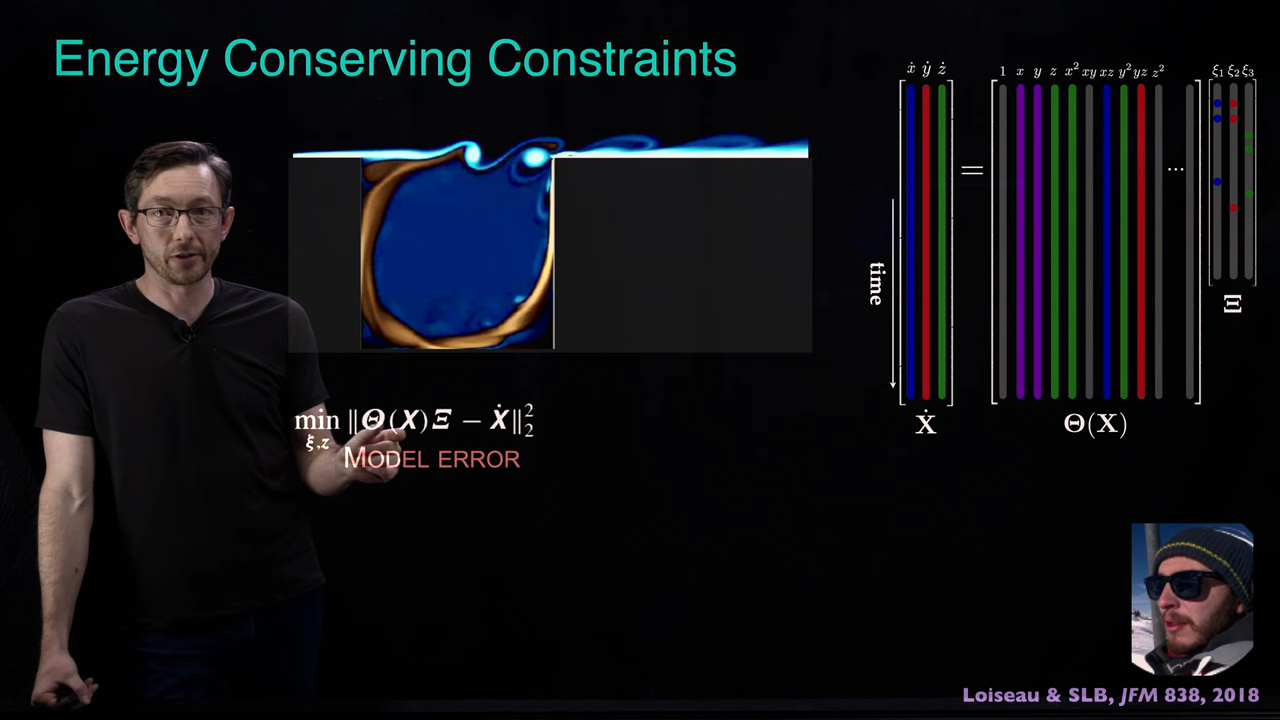 Energy Conserving Constraints
ẋ ẏ ż
1 x y z x² xy xz y² yz z²
ξ₁ ξ₂ ξ₃
=
...
time
Ξ
Ẋ
Θ(X)
min ‖Θ(X)Ξ − Ẋ‖₂²
ξ,z
MODEL ERROR
Loiseau & SLB, JFM 838, 2018